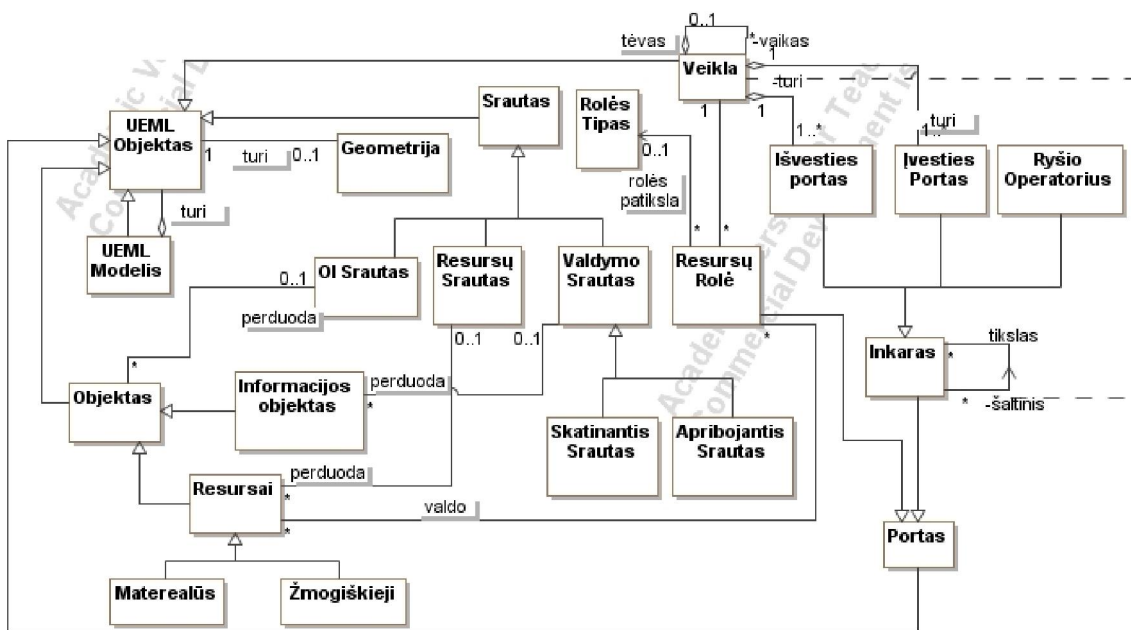 0..1
tėvas
1
*
-vaikas
Veikla
1
-turi
1
1
1
Srautas
Rolės
Tipas
0..1
UEML
Objektas
1
turi
0..1
Geometrija
1..*
1..*
turi
Išvesties
portas
Įvesties
Portas
Ryšio
Operatorius
rolės
patiksla
turi
*
*
UEML
Modelis
OI Srautas
Resursų
Srautas
Valdymo
Srautas
Resursų
Rolė
0..1
perduoda
0..1
0..1
*
tikslas
Inkaras
*
*
-šaltinis
*
Objektas
Informacijos
objektas
perduoda
*
Skatinantis
Srautas
Apribojantis
Srautas
perduoda
Resursai
*
valdo
*
Portas
Materealūs
Žmogiškieji